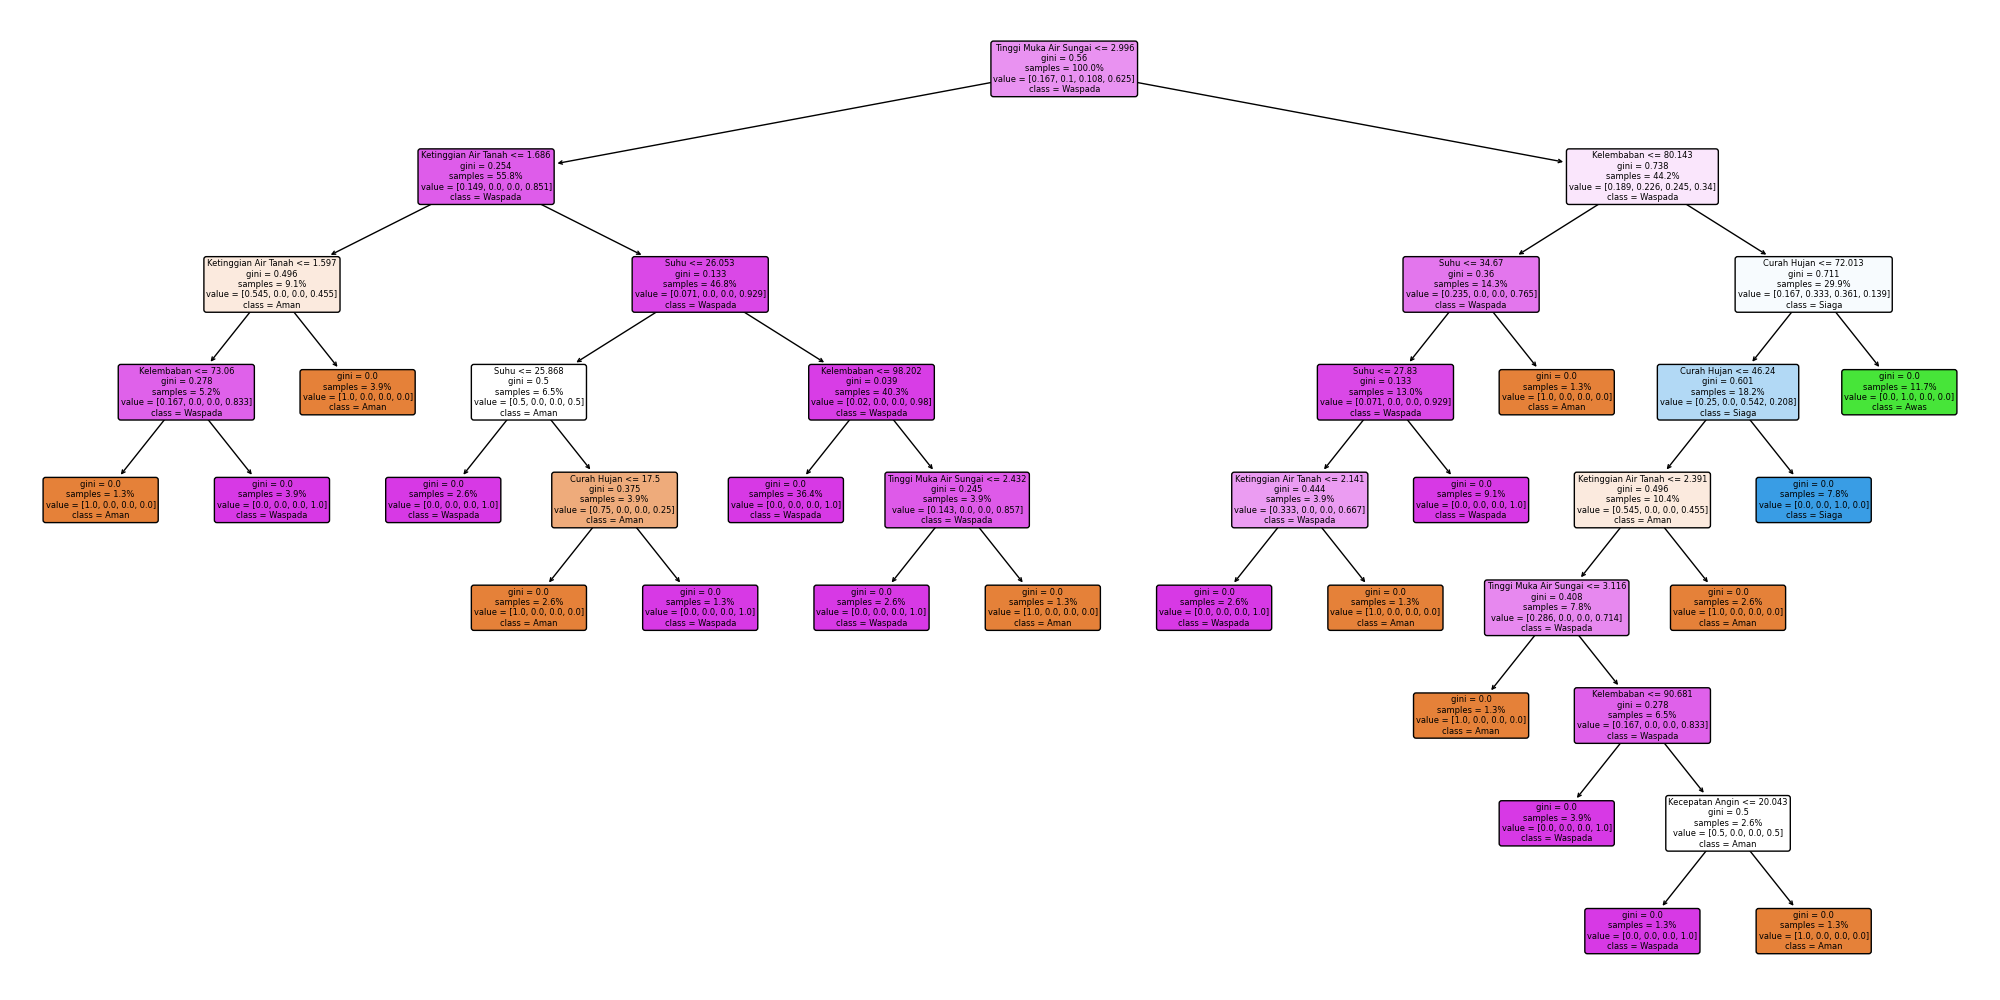 Tinggi Muka Air Sungai <= 2.996
gini = 0.56
samples = 100.0%
value = [0.167, 0.1, 0.108, 0.625]
class = Waspada
Ketinggian Air Tanah <= 1.686
gini = 0.254
samples = 55.8%
value = [0.149, 0.0, 0.0, 0.851]
class = Waspada
Kelembaban <= 80.143
gini = 0.738
samples = 44.2%
value = [0.189, 0.226, 0.245, 0.34]
class = Waspada
Ketinggian Air Tanah <= 1.597
gini = 0.496
samples = 9.1%
value = [0.545, 0.0, 0.0, 0.455]
class = Aman
Suhu <= 26.053
gini = 0.133
samples = 46.8%
value = [0.071, 0.0, 0.0, 0.929]
class = Waspada
Suhu <= 34.67
gini = 0.36
samples = 14.3%
value = [0.235, 0.0, 0.0, 0.765]
class = Waspada
Curah Hujan <= 72.013
gini = 0.711
samples = 29.9%
value = [0.167, 0.333, 0.361, 0.139]
class = Siaga
Kelembaban <= 73.06
gini = 0.278
samples = 5.2%
value = [0.167, 0.0, 0.0, 0.833]
class = Waspada
gini = 0.0
samples = 3.9%
value = [1.0, 0.0, 0.0, 0.0]
class = Aman
Suhu <= 25.868
gini = 0.5
samples = 6.5%
value = [0.5, 0.0, 0.0, 0.5]
class = Aman
Kelembaban <= 98.202
gini = 0.039
samples = 40.3%
value = [0.02, 0.0, 0.0, 0.98]
class = Waspada
Suhu <= 27.83
gini = 0.133
samples = 13.0%
value = [0.071, 0.0, 0.0, 0.929]
class = Waspada
gini = 0.0
samples = 1.3%
value = [1.0, 0.0, 0.0, 0.0]
class = Aman
Curah Hujan <= 46.24
gini = 0.601
samples = 18.2%
value = [0.25, 0.0, 0.542, 0.208]
class = Siaga
gini = 0.0
samples = 11.7%
value = [0.0, 1.0, 0.0, 0.0]
class = Awas
gini = 0.0
samples = 1.3%
value = [1.0, 0.0, 0.0, 0.0]
class = Aman
gini = 0.0
samples = 3.9%
value = [0.0, 0.0, 0.0, 1.0]
class = Waspada
gini = 0.0
samples = 2.6%
value = [0.0, 0.0, 0.0, 1.0]
class = Waspada
Curah Hujan <= 17.5
gini = 0.375
samples = 3.9%
value = [0.75, 0.0, 0.0, 0.25]
class = Aman
gini = 0.0
samples = 36.4%
value = [0.0, 0.0, 0.0, 1.0]
class = Waspada
Tinggi Muka Air Sungai <= 2.432
gini = 0.245
samples = 3.9%
value = [0.143, 0.0, 0.0, 0.857]
class = Waspada
Ketinggian Air Tanah <= 2.141
gini = 0.444
samples = 3.9%
value = [0.333, 0.0, 0.0, 0.667]
class = Waspada
gini = 0.0
samples = 9.1%
value = [0.0, 0.0, 0.0, 1.0]
class = Waspada
Ketinggian Air Tanah <= 2.391
gini = 0.496
samples = 10.4%
value = [0.545, 0.0, 0.0, 0.455]
class = Aman
gini = 0.0
samples = 7.8%
value = [0.0, 0.0, 1.0, 0.0]
class = Siaga
gini = 0.0
samples = 2.6%
value = [1.0, 0.0, 0.0, 0.0]
class = Aman
gini = 0.0
samples = 1.3%
value = [0.0, 0.0, 0.0, 1.0]
class = Waspada
gini = 0.0
samples = 2.6%
value = [0.0, 0.0, 0.0, 1.0]
class = Waspada
gini = 0.0
samples = 1.3%
value = [1.0, 0.0, 0.0, 0.0]
class = Aman
gini = 0.0
samples = 2.6%
value = [0.0, 0.0, 0.0, 1.0]
class = Waspada
gini = 0.0
samples = 1.3%
value = [1.0, 0.0, 0.0, 0.0]
class = Aman
Tinggi Muka Air Sungai <= 3.116
gini = 0.408
samples = 7.8%
value = [0.286, 0.0, 0.0, 0.714]
class = Waspada
gini = 0.0
samples = 2.6%
value = [1.0, 0.0, 0.0, 0.0]
class = Aman
gini = 0.0
samples = 1.3%
value = [1.0, 0.0, 0.0, 0.0]
class = Aman
Kelembaban <= 90.681
gini = 0.278
samples = 6.5%
value = [0.167, 0.0, 0.0, 0.833]
class = Waspada
gini = 0.0
samples = 3.9%
value = [0.0, 0.0, 0.0, 1.0]
class = Waspada
Kecepatan Angin <= 20.043
gini = 0.5
samples = 2.6%
value = [0.5, 0.0, 0.0, 0.5]
class = Aman
gini = 0.0
samples = 1.3%
value = [0.0, 0.0, 0.0, 1.0]
class = Waspada
gini = 0.0
samples = 1.3%
value = [1.0, 0.0, 0.0, 0.0]
class = Aman